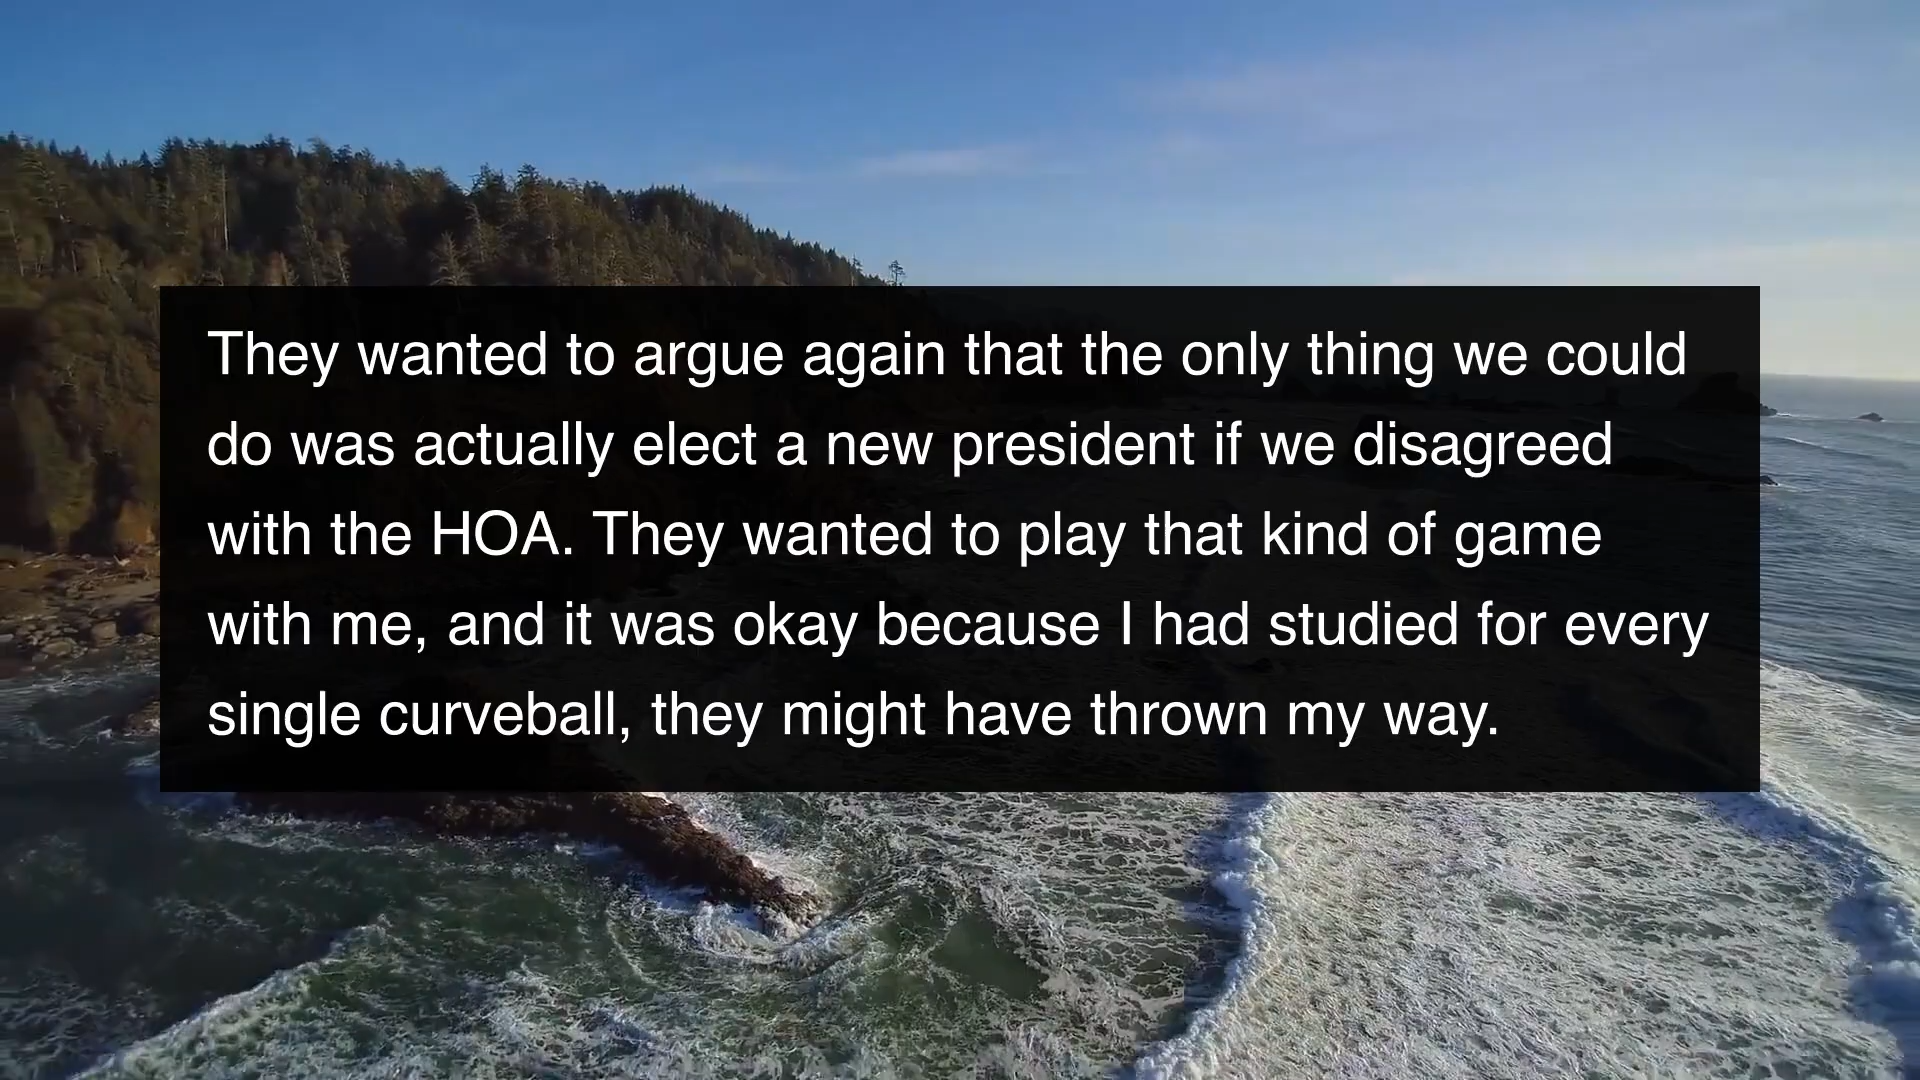 They wanted to argue again that the only thing we could
do was actually elect a new president if we disagreed
with the HOA. They wanted to play that kind of game
with me, and it was okay because I had studied for every
single curveball, they might have thrown my way.